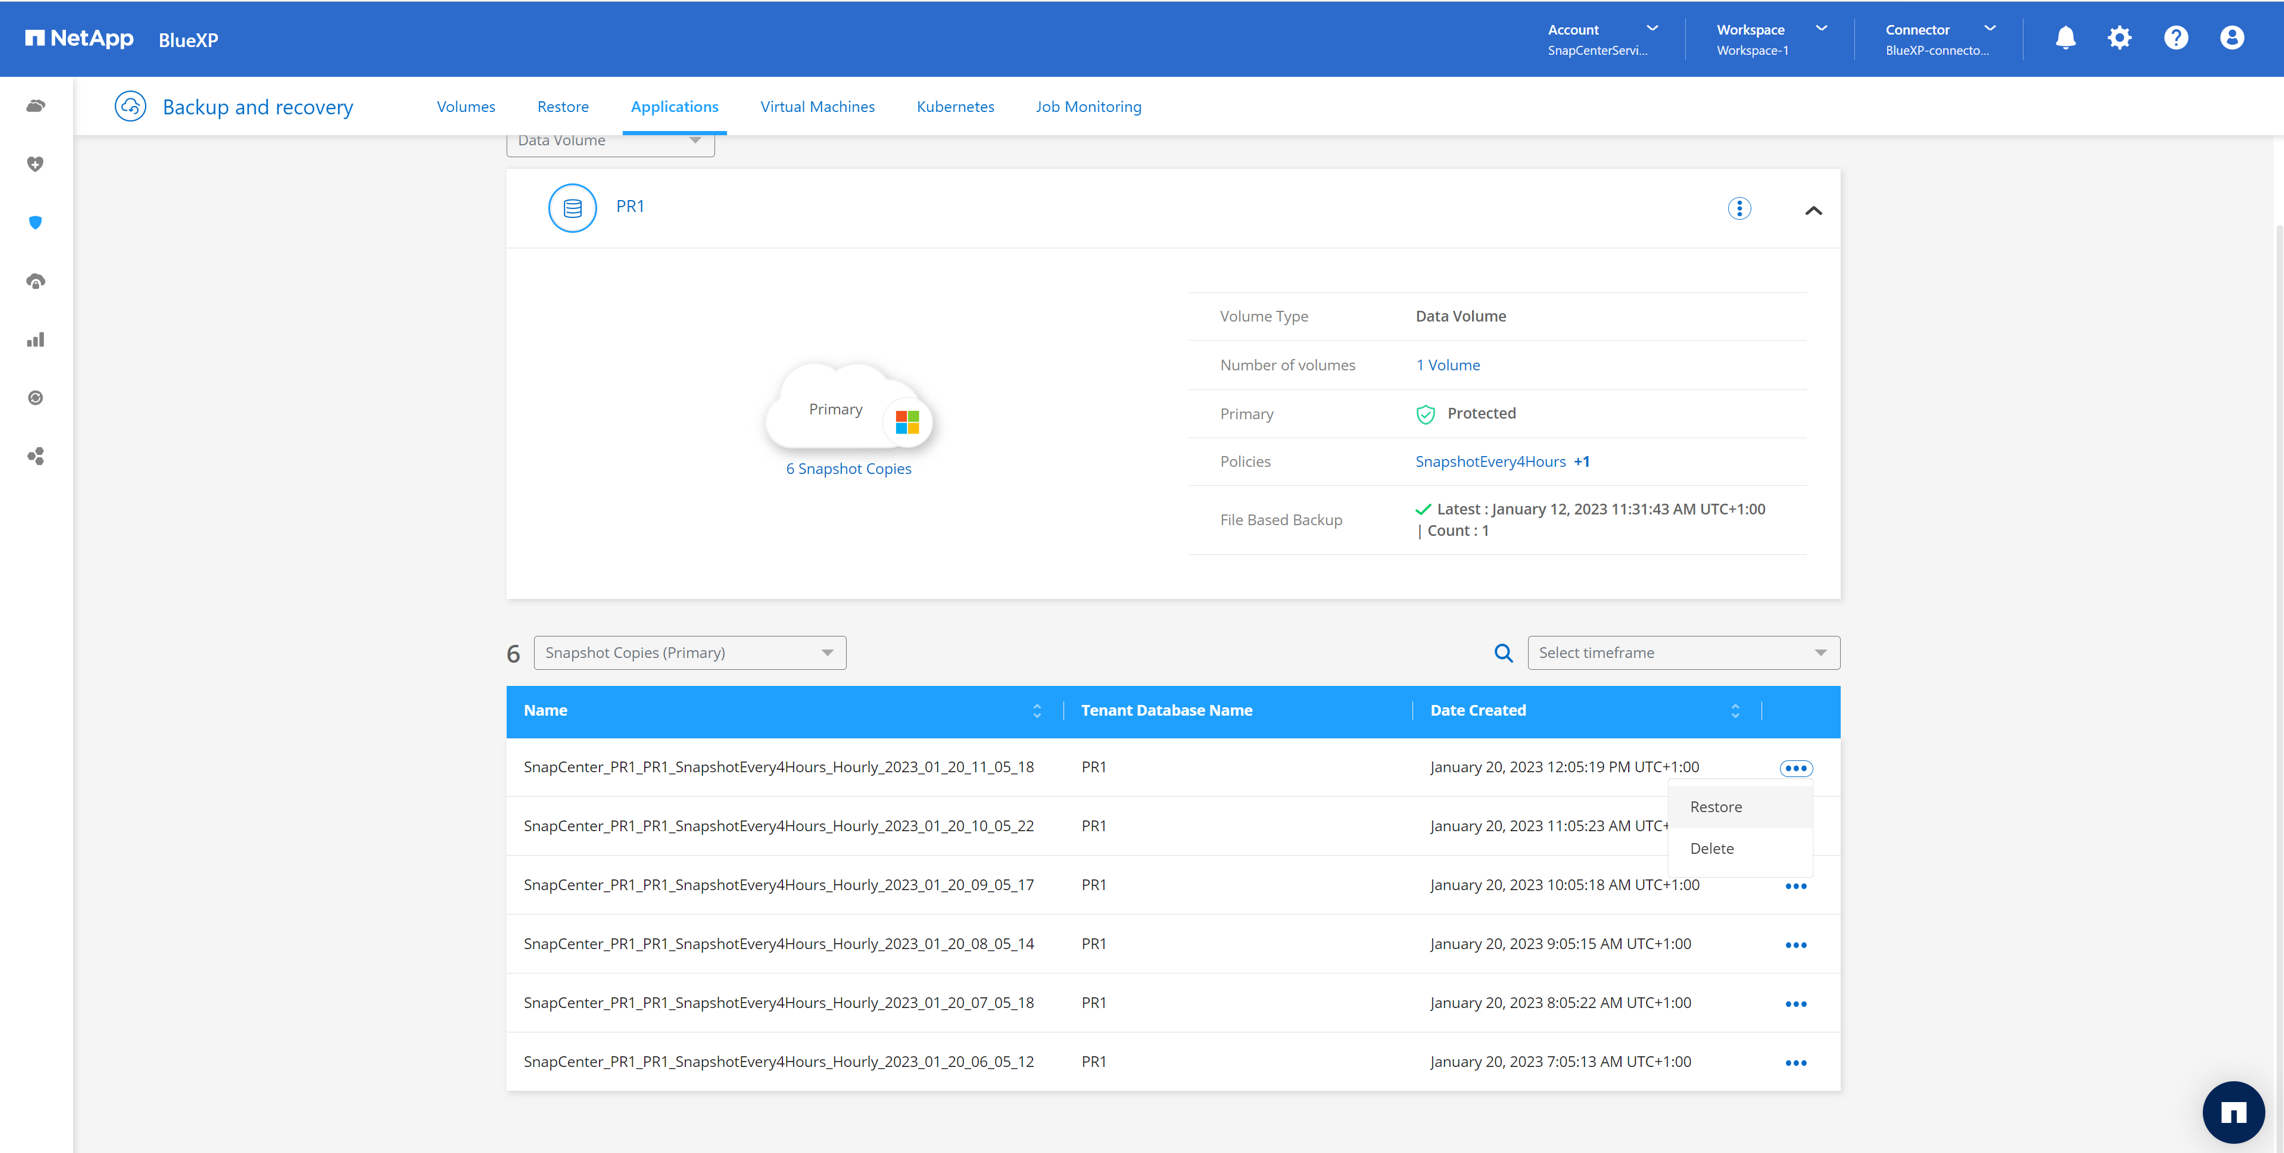 NetApp BlueXP
Account
SnapCenterServi...
Workspace
Workspace-1
Connector
BlueXP-connecto...
Backup and recovery
Volumes
Restore
Applications
Virtual Machines
Kubernetes
Job Monitoring
Data Volume
PR1
Primary
6 Snapshot Copies
Volume Type Data Volume
Number of volumes 1 Volume
Primary Protected
Policies SnapshotEvery4Hours +1
File Based Backup Latest : January 12, 2023 11:31:43 AM UTC+1:00
| Count : 1
6 Snapshot Copies (Primary) Select timeframe
Name Tenant Database Name Date Created
SnapCenter_PR1_PR1_SnapshotEvery4Hours_Hourly_2023_01_20_11_05_18 PR1 January 20, 2023 12:05:19 PM UTC+1:00
Restore
SnapCenter_PR1_PR1_SnapshotEvery4Hours_Hourly_2023_01_20_10_05_22 PR1 January 20, 2023 11:05:23 AM UTC+
Delete
SnapCenter_PR1_PR1_SnapshotEvery4Hours_Hourly_2023_01_20_09_05_17 PR1 January 20, 2023 10:05:18 AM UTC+1:00
SnapCenter_PR1_PR1_SnapshotEvery4Hours_Hourly_2023_01_20_08_05_14 PR1 January 20, 2023 9:05:15 AM UTC+1:00
SnapCenter_PR1_PR1_SnapshotEvery4Hours_Hourly_2023_01_20_07_05_18 PR1 January 20, 2023 8:05:22 AM UTC+1:00
SnapCenter_PR1_PR1_SnapshotEvery4Hours_Hourly_2023_01_20_06_05_12 PR1 January 20, 2023 7:05:13 AM UTC+1:00